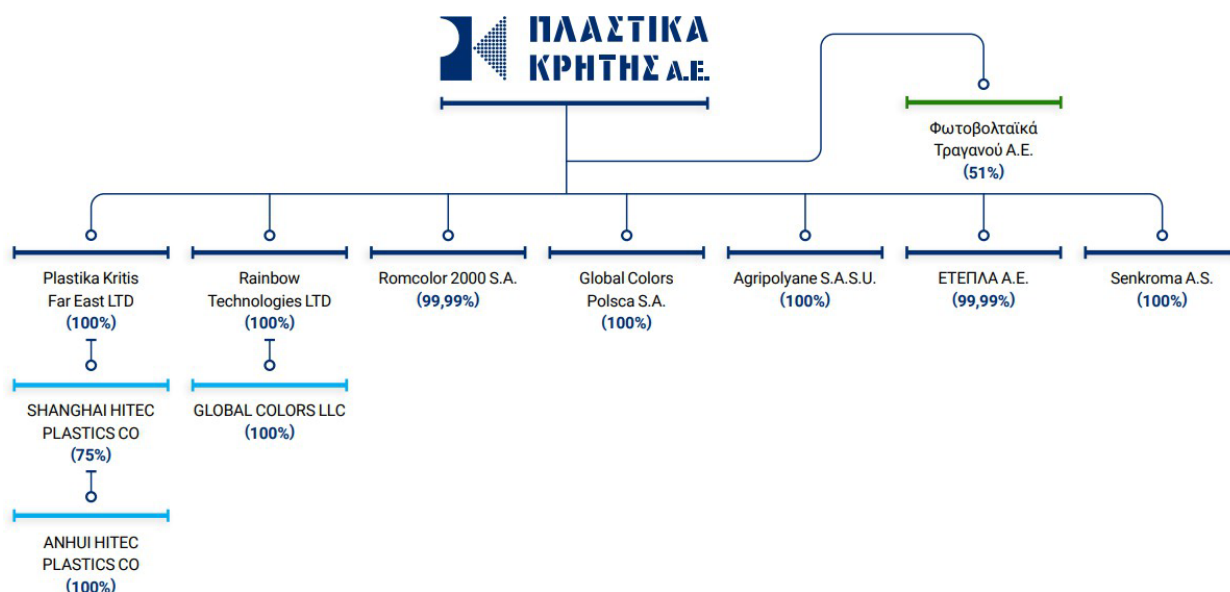 ΠΛΑΣΤΙΚΑ
ΚΡΗΤΗΣ Α.Ε.
Φωτοβολταϊκά
Τραγανού Α.Ε.
(51%)
Plastika Kritis
Far East LTD
(100%)
Rainbow
Technologies LTD
(100%)
Romcolor 2000 S.A.
(99,99%)
Global Colors
Polsca S.A.
(100%)
Agripolyane S.A.S.U.
(100%)
ΕΤΕΠΛΑ Α.Ε.
(99,99%)
Senkroma A.S.
(100%)
SHANGHAI HITEC
PLASTICS CO
(75%)
GLOBAL COLORS LLC
(100%)
ANHUI HITEC
PLASTICS CO
(100%)